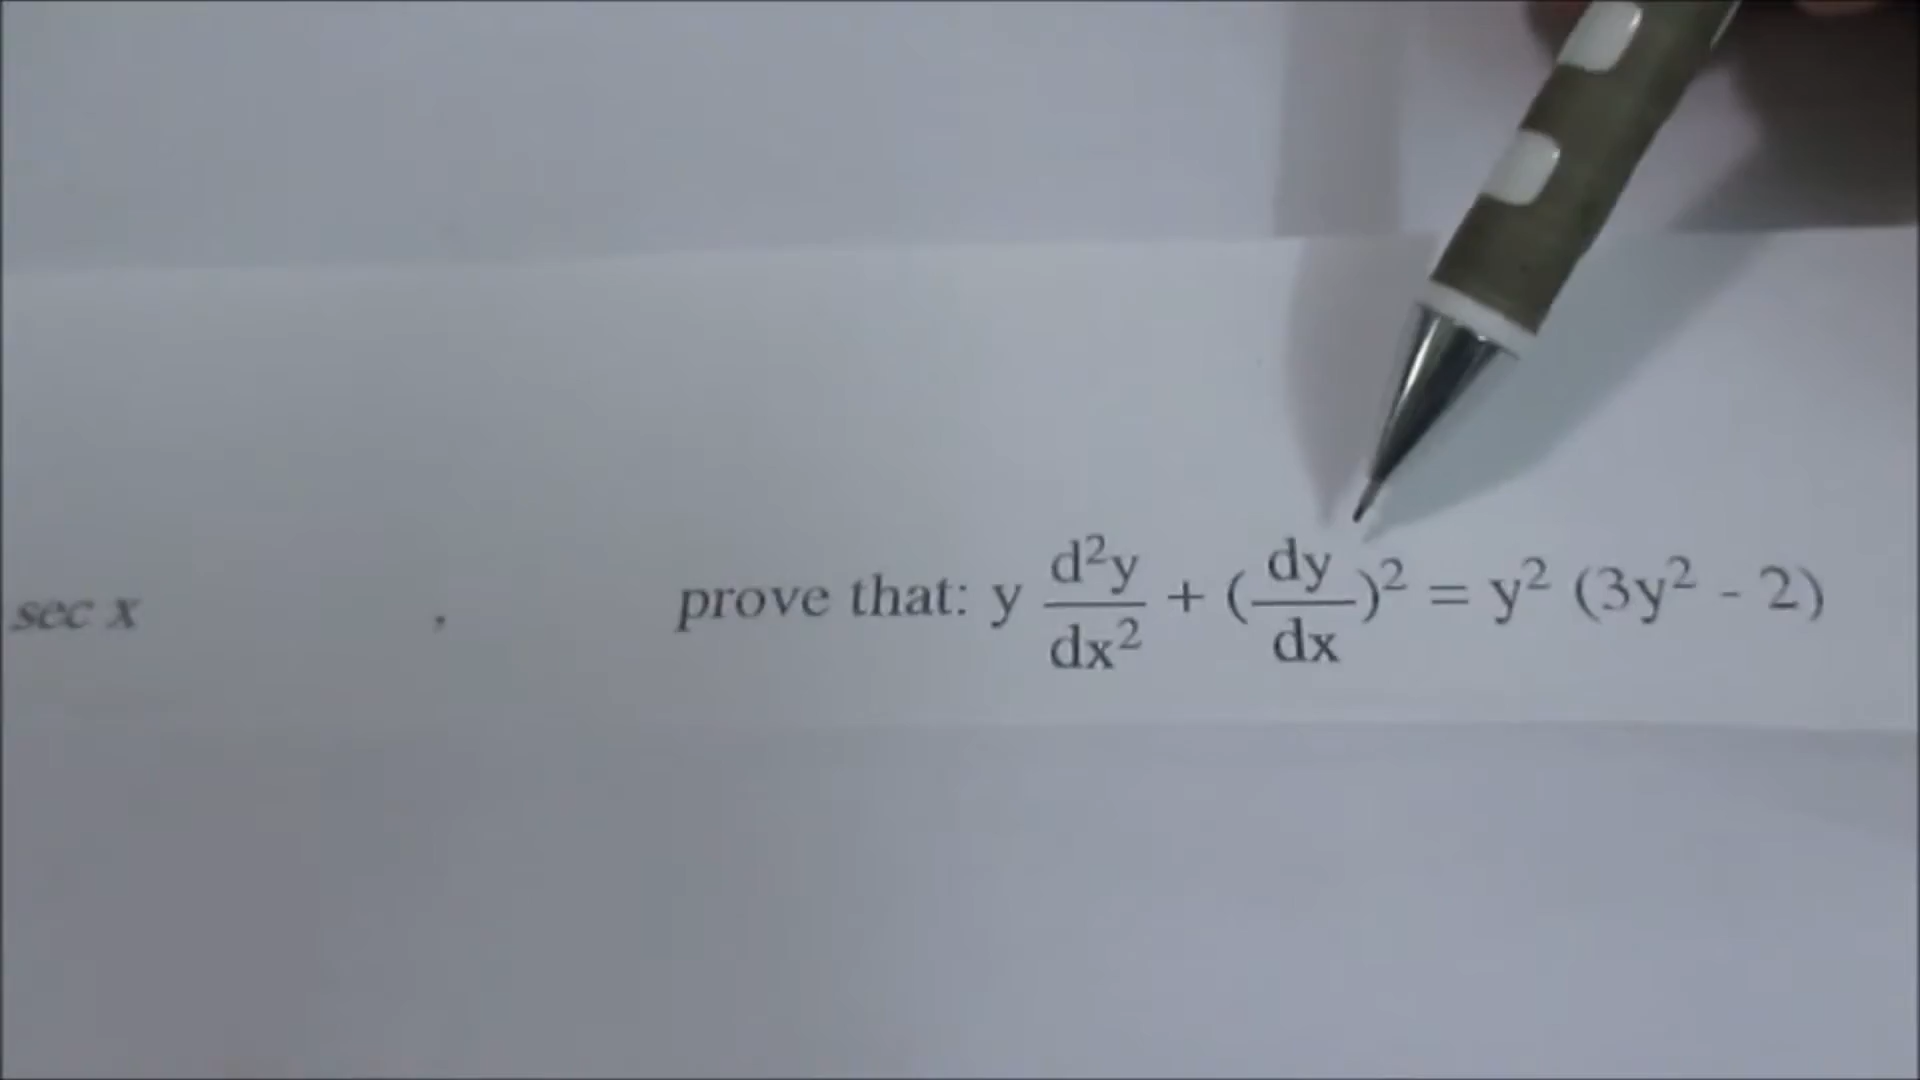 sec x , prove that: y d²y/dx² + (dy/dx)² = y² (3y² - 2)